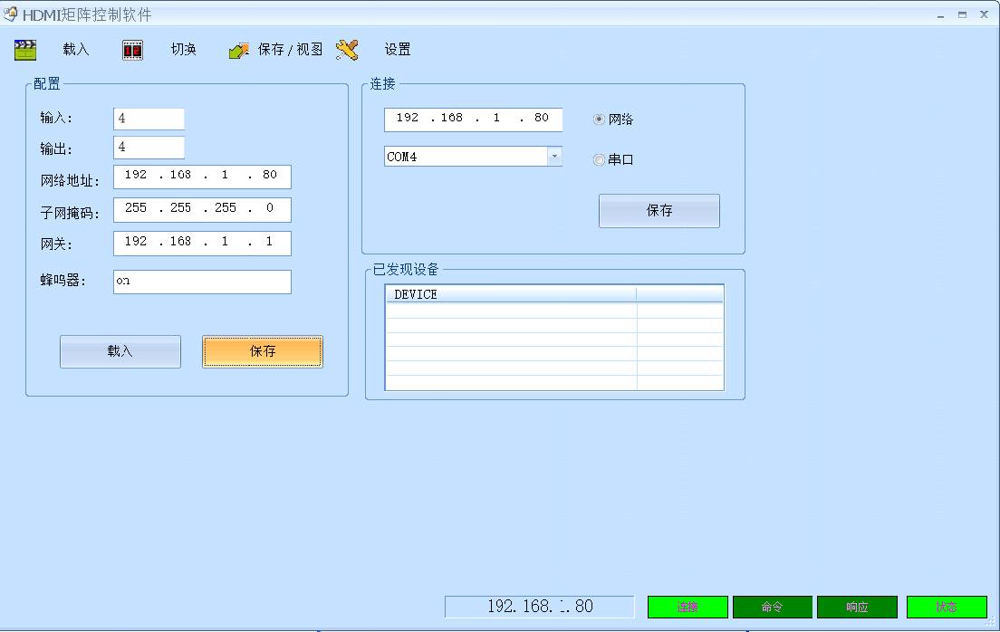 HDMI矩阵控制软件
载入 切换 保存 / 视图 设置
配置
输入: 4
输出: 4
网络地址: 192 . 168 . 1 . 80
子网掩码: 255 . 255 . 255 . 0
网关: 192 . 168 . 1 . 1
蜂鸣器: on
载入 保存
连接
192 . 168 . 1 . 80 网络
COM4 串口
保存
已发现设备
DEVICE
192.168.1.80 连接 命令 响应 状态